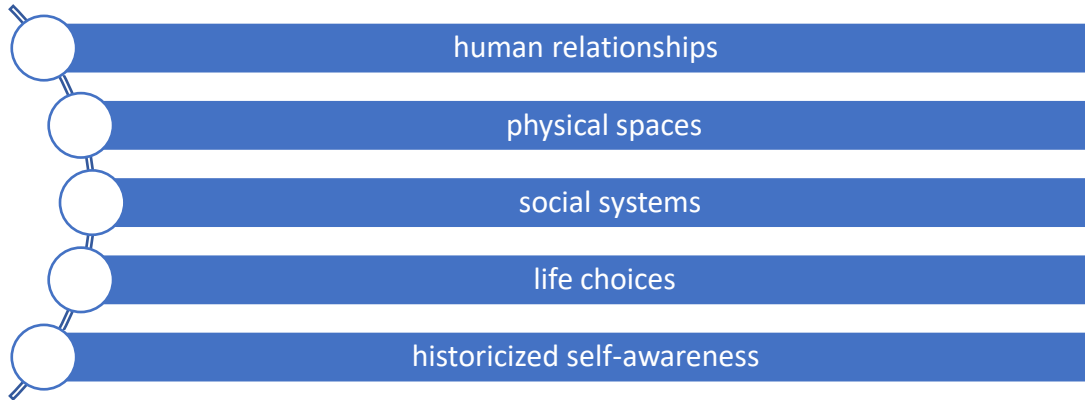 human relationships
physical spaces
social systems
life choices
historicized self-awareness